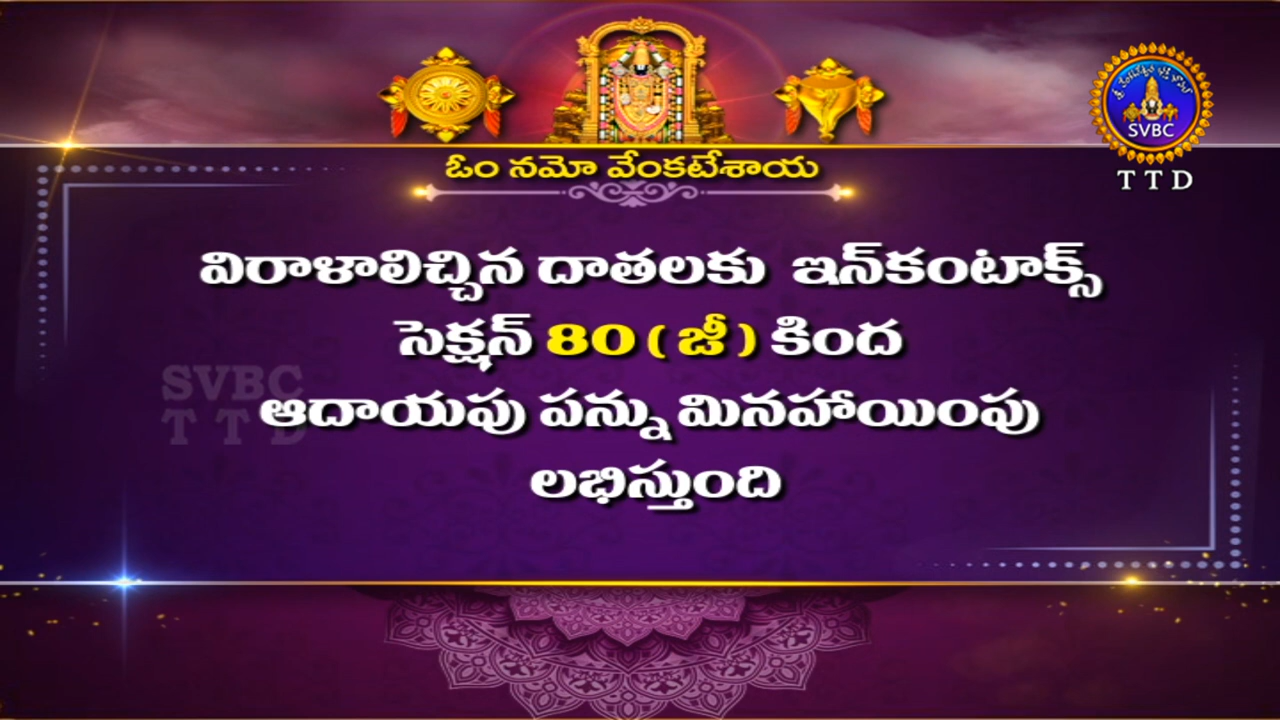 SVBC
TTD
ఓం నమో వేంకటేశాయ
విరాళాలిచ్చిన దాతలకు ఇన్‌కంటాక్స్
సెక్షన్ 80 ( జీ ) కింద
ఆదాయపు పన్ను మినహాయింపు
లభిస్తుంది
SVBC
TTD